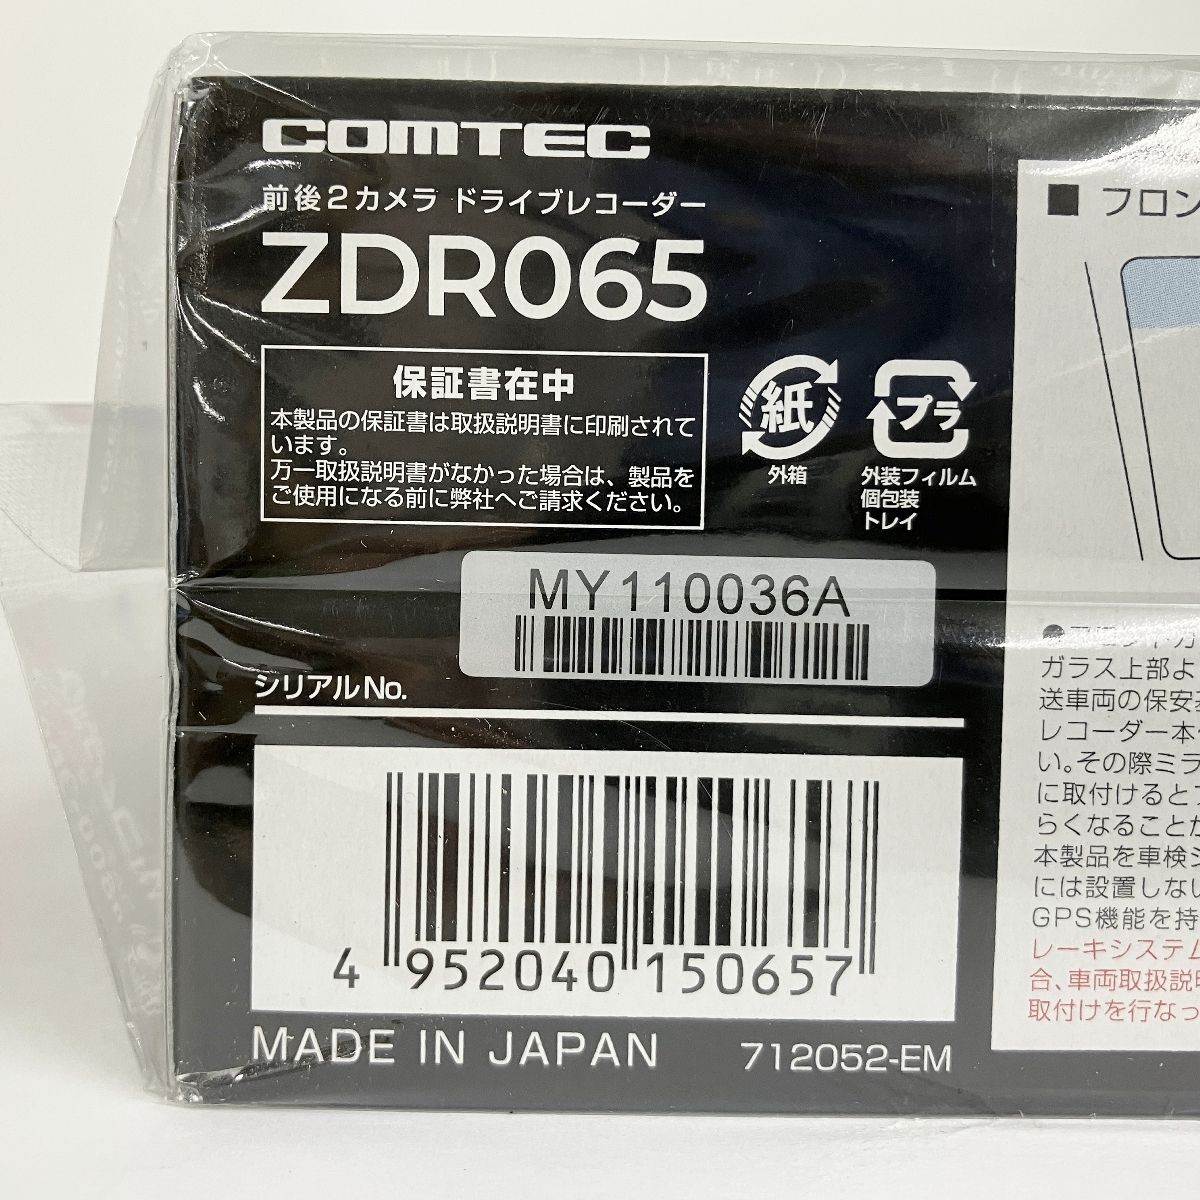 COMTEC
前後2カメラ ドライブレコーダー
ZDR065
保証書在中
本製品の保証書は取扱説明書に印刷されて
います。
万一取扱説明書がなかった場合は、製品を
ご使用になる前に弊社へご請求ください。
紙
外箱
プラ
外装フィルム
個包装
トレイ
MY110036A
シリアルNo.
4 952040 150657
MADE IN JAPAN
712052-EM
■ フロン
ガラス上部よ
送車両の保安
レコーダー本
い。その際ミラ
に取付けると
らくなることが
本製品を車検
には設置しない
GPS機能を持
レーキシステム
合、車両取扱説
取付けを行なっ